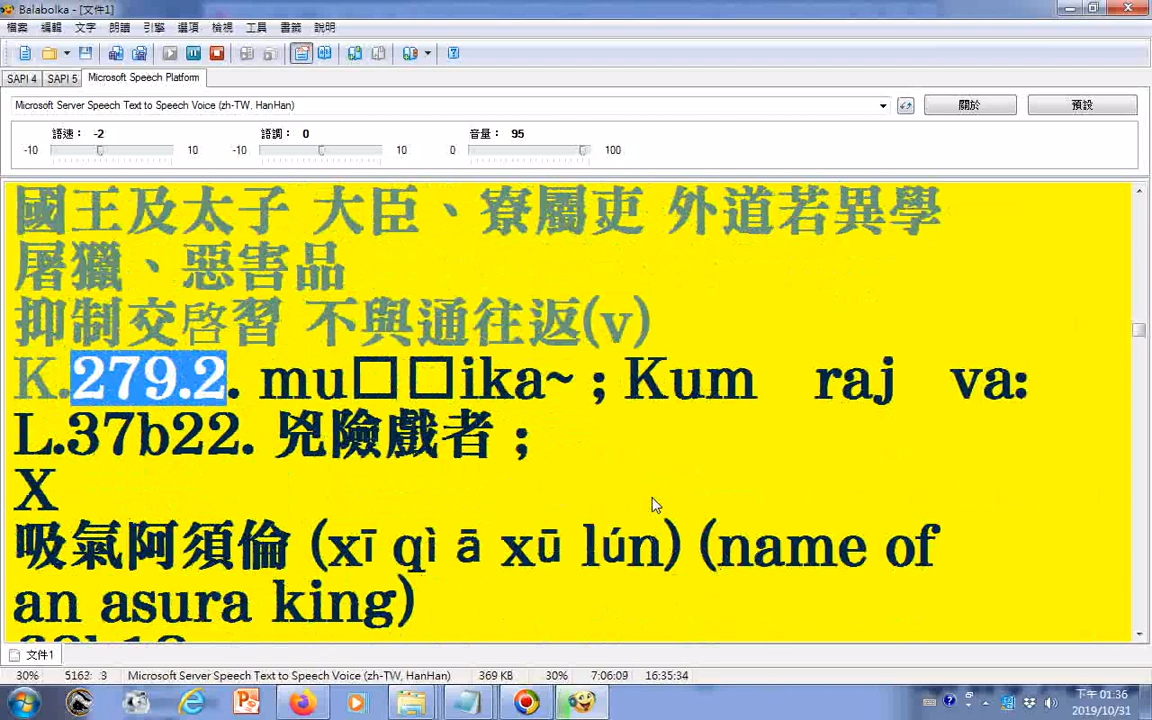 Balabolka - [文件1]
檔案 編輯 文字 朗讀 引擎 選項 檢視 工具 書籤 說明
SAPI 4 SAPI 5 Microsoft Speech Platform
Microsoft Server Speech Text to Speech Voice (zh-TW, HanHan) 關於 預設
語速： -2 語調： 0 音量： 95
-10 10 -10 10 0 100
國王及太子 大臣、寮屬吏 外道若異學
屠獵、惡害品
抑制交啓習 不與通往返(v)
K.279.2. mu□□ika~ ; Kum raj va:
L.37b22. 兇險戲者 ;
X
吸氣阿須倫 (xī qì ā xū lún) (name of
an asura king)
文件1
30% 5162: 3 Microsoft Server Speech Text to Speech Voice (zh-TW, HanHan) 369 KB 30% 7:06:09 16:35:34
下午 01:36
2019/10/31